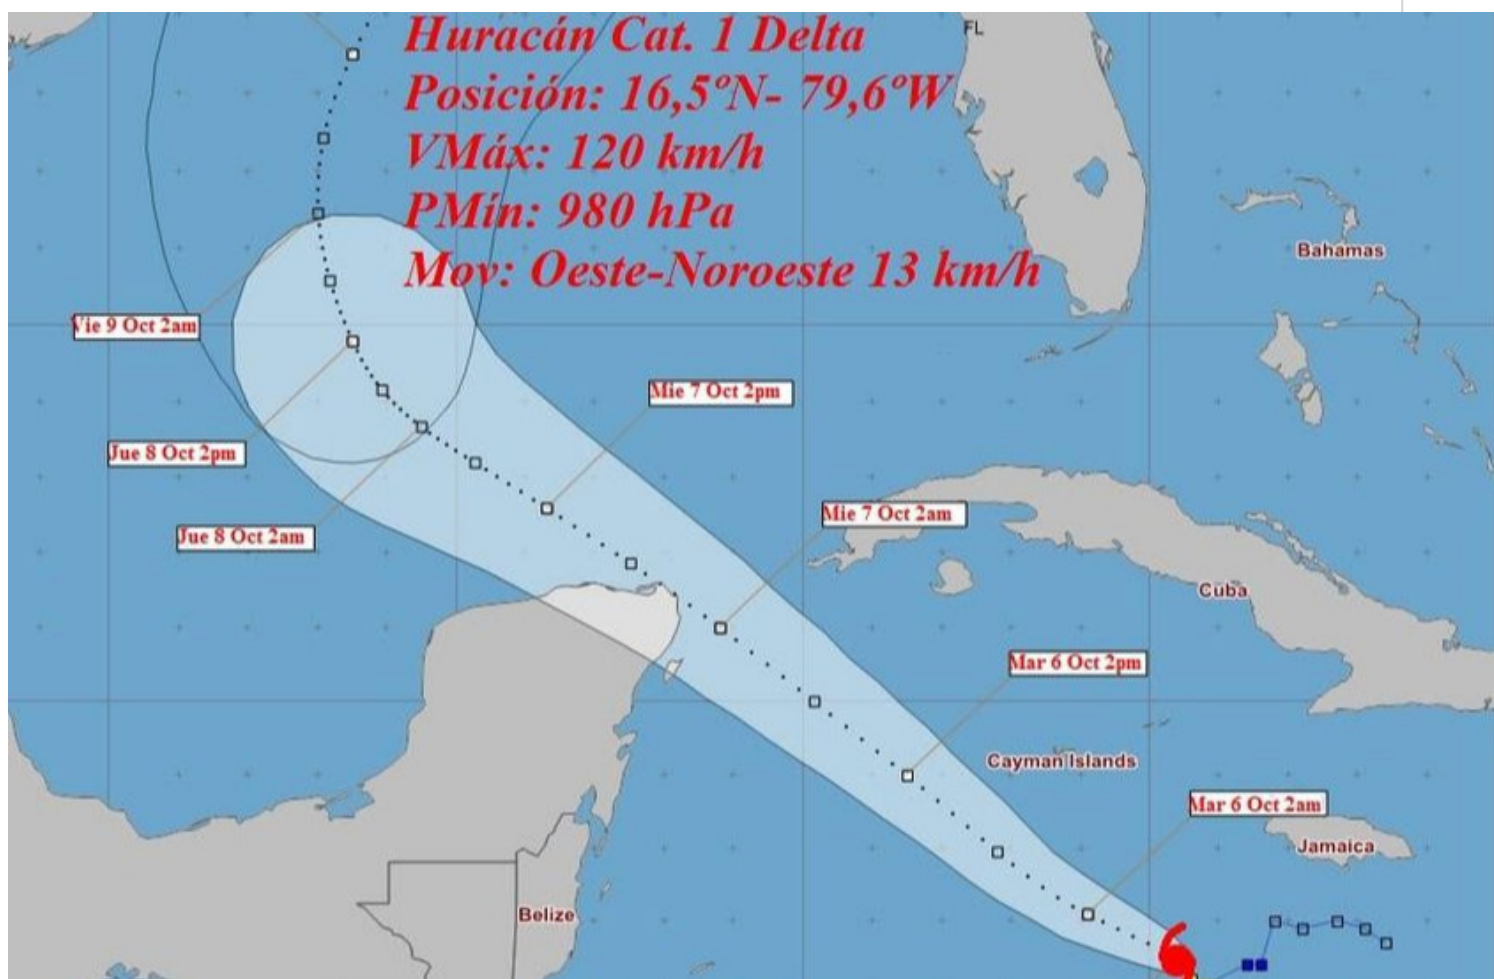 FL
Huracán Cat. 1 Delta
Posición: 16,5ºN- 79,6ºW
VMáx: 120 km/h
PMín: 980 hPa
Mov: Oeste-Noroeste 13 km/h
Bahamas
Vie 9 Oct 2am
Mie 7 Oct 2pm
Jue 8 Oct 2pm
Mie 7 Oct 2am
Jue 8 Oct 2am
Cuba
Mar 6 Oct 2pm
Cayman Islands
Mar 6 Oct 2am
Jamaica
Belize